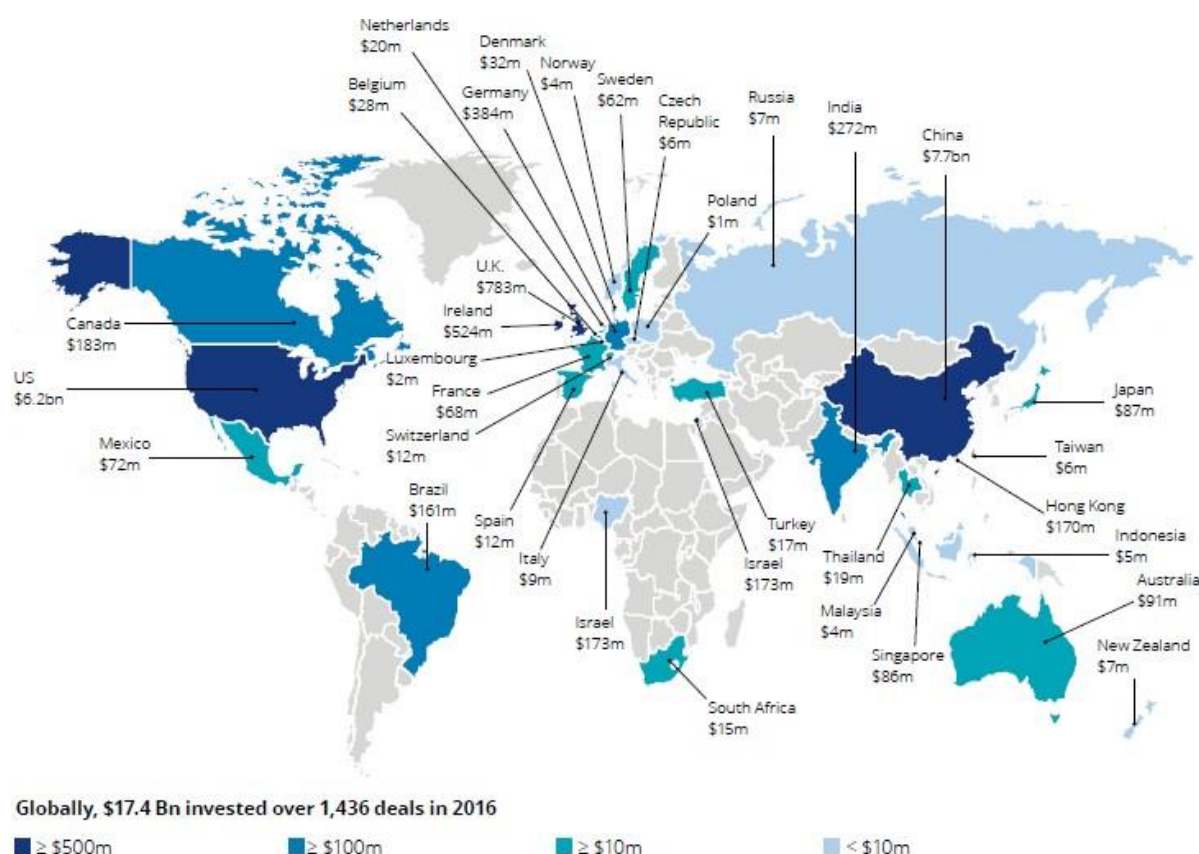 Netherlands
$20m
Denmark
$32m
Norway
$4m
Sweden
$62m
Belgium
$28m
Germany
$384m
Czech
Republic
$6m
Russia
$7m
India
$272m
China
$7.7bn
Poland
$1m
U.K.
$783m
Ireland
$524m
Canada
$183m
Luxembourg
$2m
US
$6.2bn
France
$68m
Japan
$87m
Mexico
$72m
Switzerland
$12m
Taiwan
$6m
Brazil
$161m
Spain
$12m
Italy
$9m
Israel
$173m
Turkey
$17m
Israel
$173m
Thailand
$19m
Hong Kong
$170m
Indonesia
$5m
Malaysia
$4m
Australia
$91m
Singapore
$86m
New Zealand
$7m
South Africa
$15m
Globally, $17.4 Bn invested over 1,436 deals in 2016
≥ $500m
≥ $100m
≥ $10m
< $10m